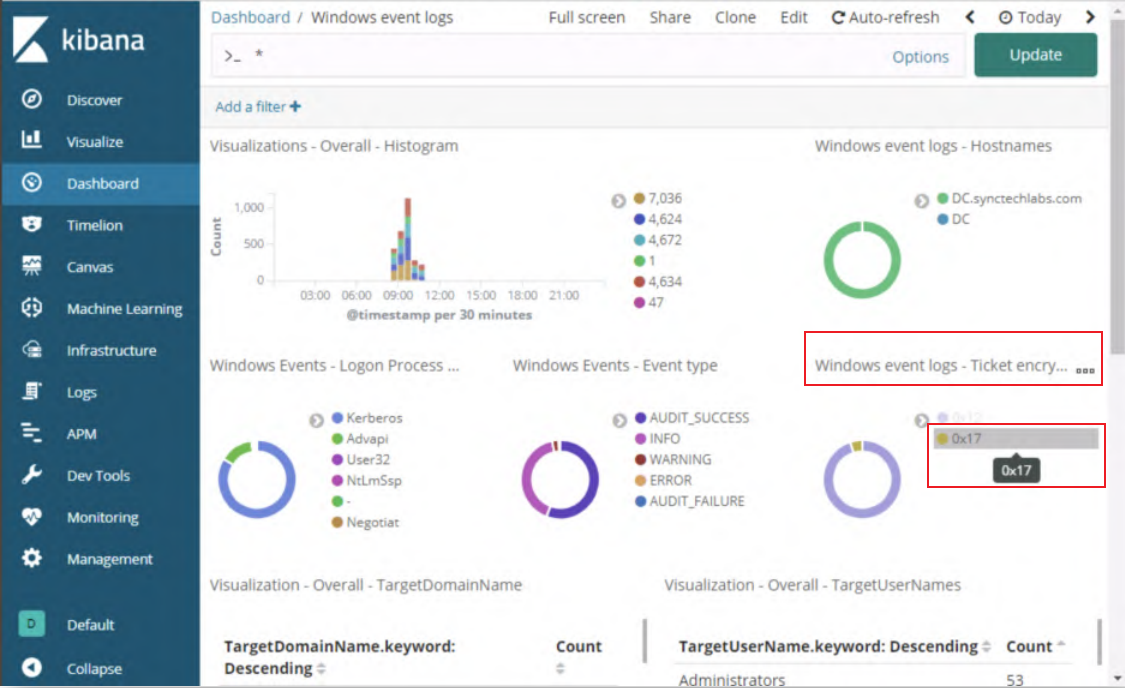 kibana
Discover
Visualize
Dashboard
Timelion
Canvas
Machine Learning
Infrastructure
Logs
APM
Dev Tools
Monitoring
Management
D Default
Collapse
Dashboard / Windows event logs Full screen Share Clone Edit Auto-refresh Today
>_ * Options Update
Add a filter +
Visualizations - Overall - Histogram
Count
1,000
500
0
03:00 06:00 09:00 12:00 15:00 18:00 21:00
@timestamp per 30 minutes
7,036
4,624
4,672
1
4,634
47
Windows event logs - Hostnames
DC.synctechlabs.com
DC
Windows Events - Logon Process ...
Kerberos
Advapi
User32
NtLmSsp
-
Negotiat
Windows Events - Event type
AUDIT_SUCCESS
INFO
WARNING
ERROR
AUDIT_FAILURE
Windows event logs - Ticket encry...
0x17
0x17
Visualization - Overall - TargetDomainName
TargetDomainName.keyword: Count
Descending
Visualization - Overall - TargetUserNames
TargetUserName.keyword: Descending Count
Administrators 53